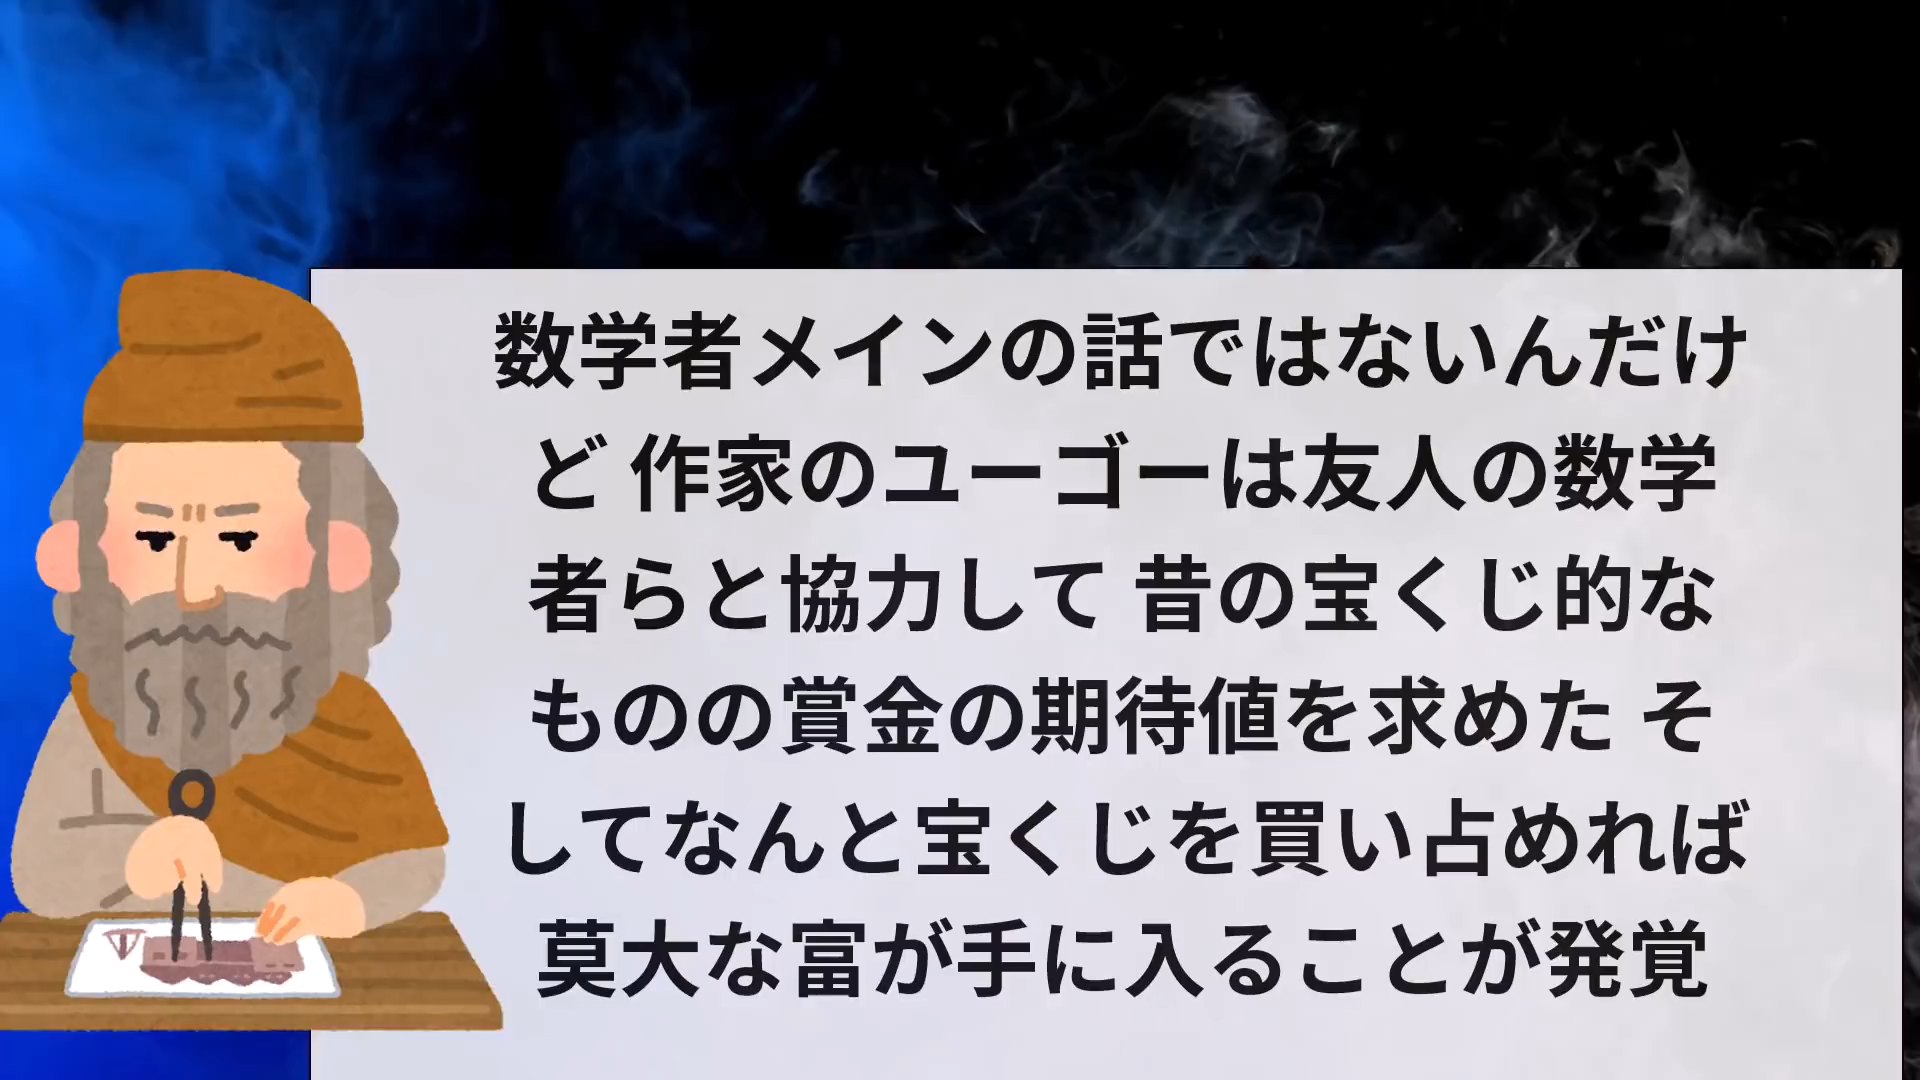 数学者メインの話ではないんだけ
ど 作家のユーゴーは友人の数学
者らと協力して 昔の宝くじ的な
ものの賞金の期待値を求めた そ
してなんと宝くじを買い占めれば
莫大な富が手に入ることが発覚